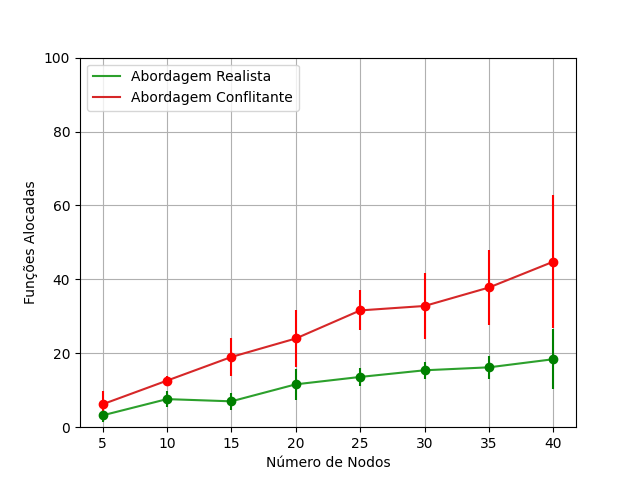 100
80
60
40
20
0
Funções Alocadas
Abordagem Realista
Abordagem Conflitante
5 10 15 20 25 30 35 40
Número de Nodos